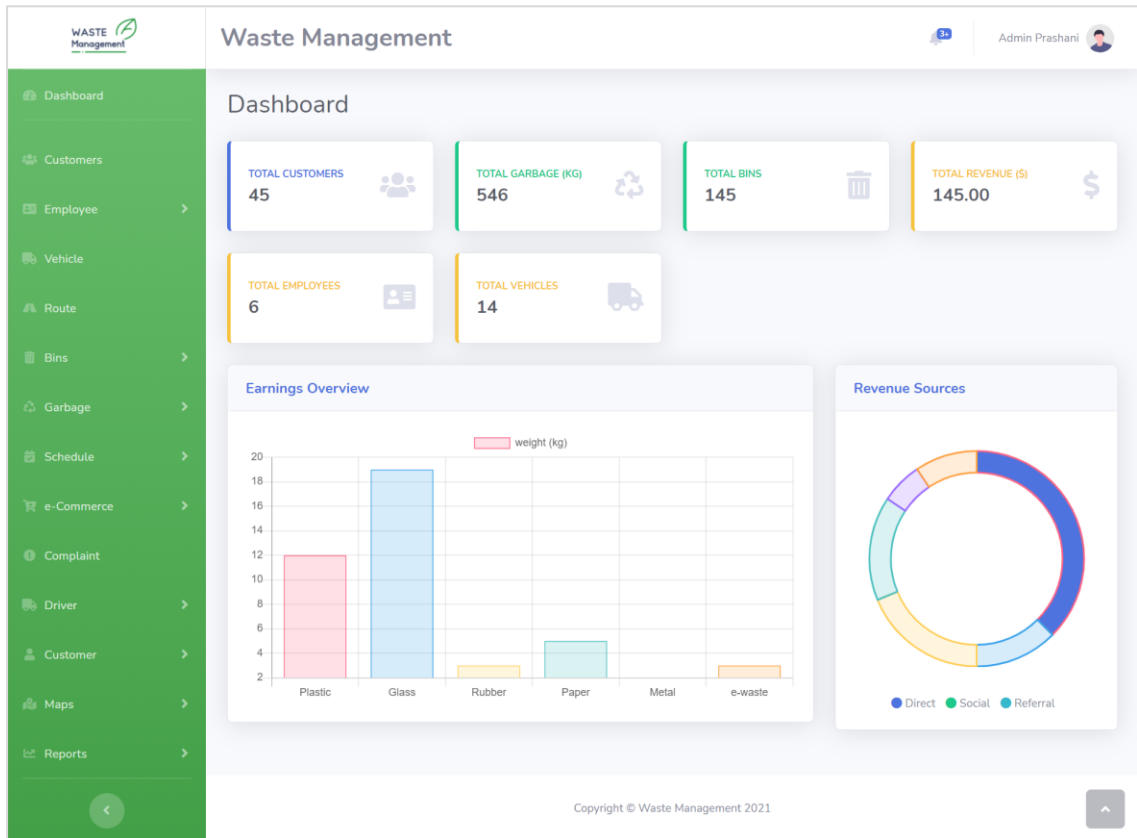 WASTE
Management
Waste Management
3+
Admin Prashani
Dashboard
Customers
Employee
Vehicle
Route
Bins
Garbage
Schedule
e-Commerce
Complaint
Driver
Customer
Maps
Reports
Dashboard
TOTAL CUSTOMERS
45
TOTAL GARBAGE (KG)
546
TOTAL BINS
145
TOTAL REVENUE ($)
145.00
$
TOTAL EMPLOYEES
6
TOTAL VEHICLES
14
Earnings Overview
weight (kg)
20
18
16
14
12
10
8
6
4
2
Plastic Glass Rubber Paper Metal e-waste
Revenue Sources
Direct Social Referral
Copyright © Waste Management 2021